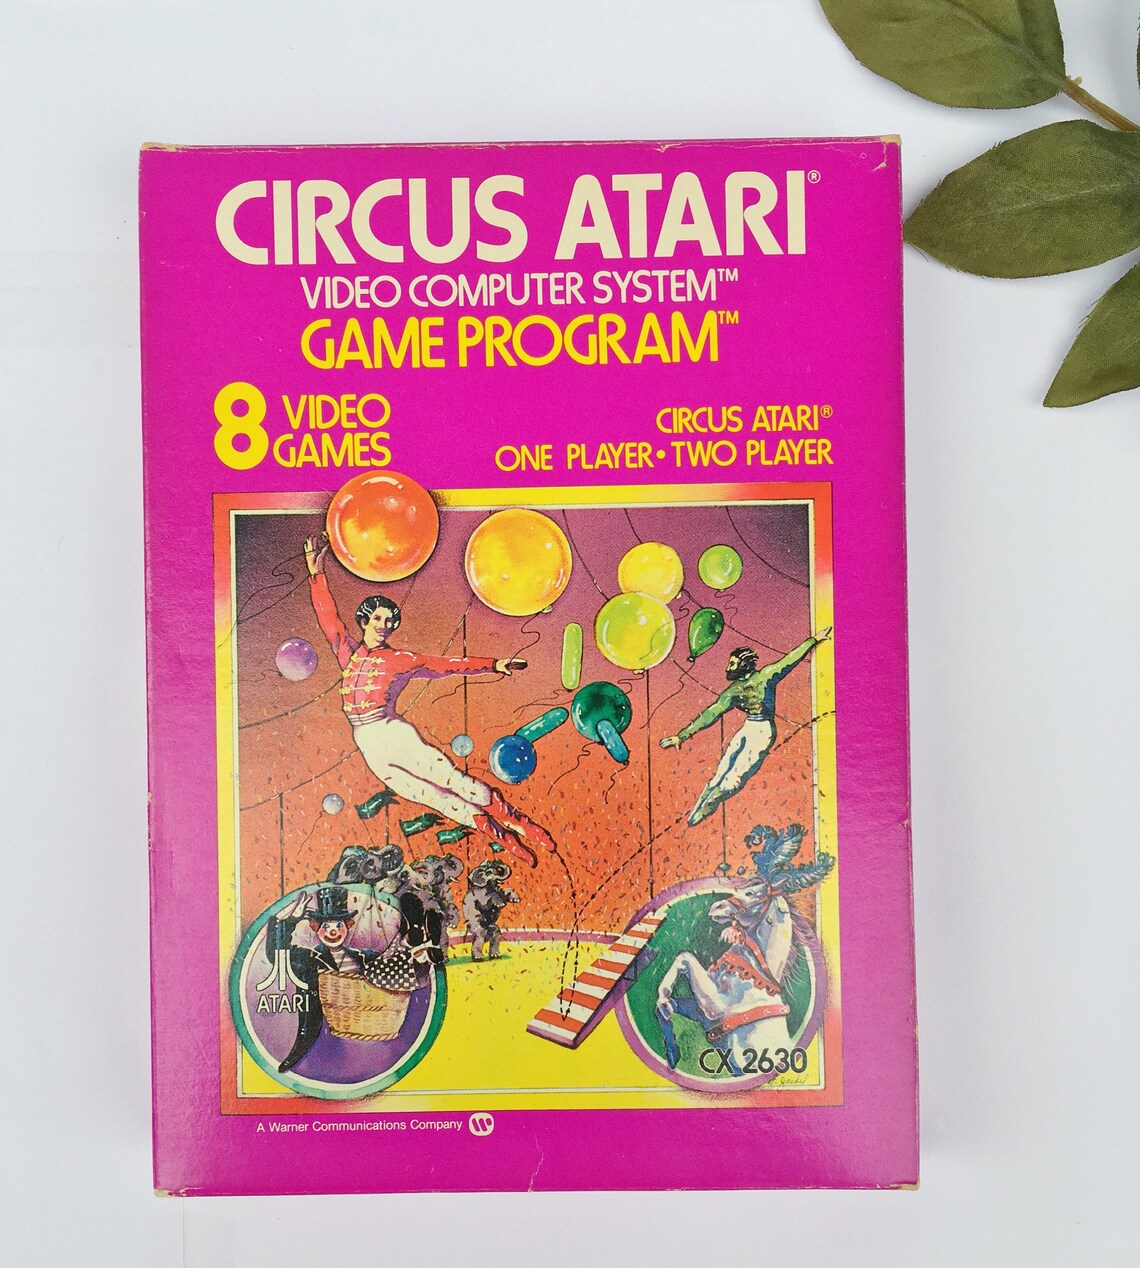 CIRCUS ATARI®
VIDEO COMPUTER SYSTEM™
GAME PROGRAM™
8 VIDEO GAMES
CIRCUS ATARI®
ONE PLAYER • TWO PLAYER
ATARI
CX 2630
A Warner Communications Company